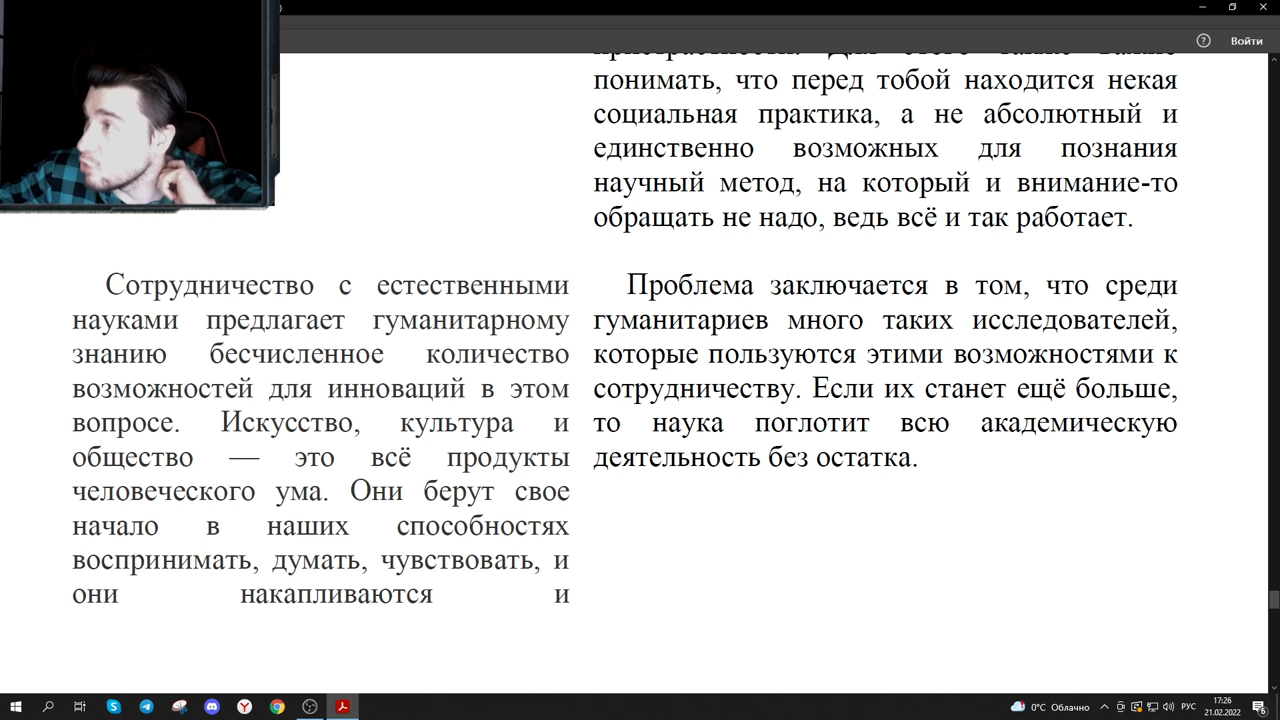 Войти
понимать, что перед тобой находится некая
социальная практика, а не абсолютный и
единственно возможных для познания
научный метод, на который и внимание-то
обращать не надо, ведь всё и так работает.
Сотрудничество с естественными
науками предлагает гуманитарному
знанию бесчисленное количество
возможностей для инноваций в этом
вопросе. Искусство, культура и
общество — это всё продукты
человеческого ума. Они берут свое
начало в наших способностях
воспринимать, думать, чувствовать, и
они накапливаются и
Проблема заключается в том, что среди
гуманитариев много таких исследователей,
которые пользуются этими возможностями к
сотрудничеству. Если их станет ещё больше,
то наука поглотит всю академическую
деятельность без остатка.
0°C Облачно
РУС
17:26
21.02.2022
6